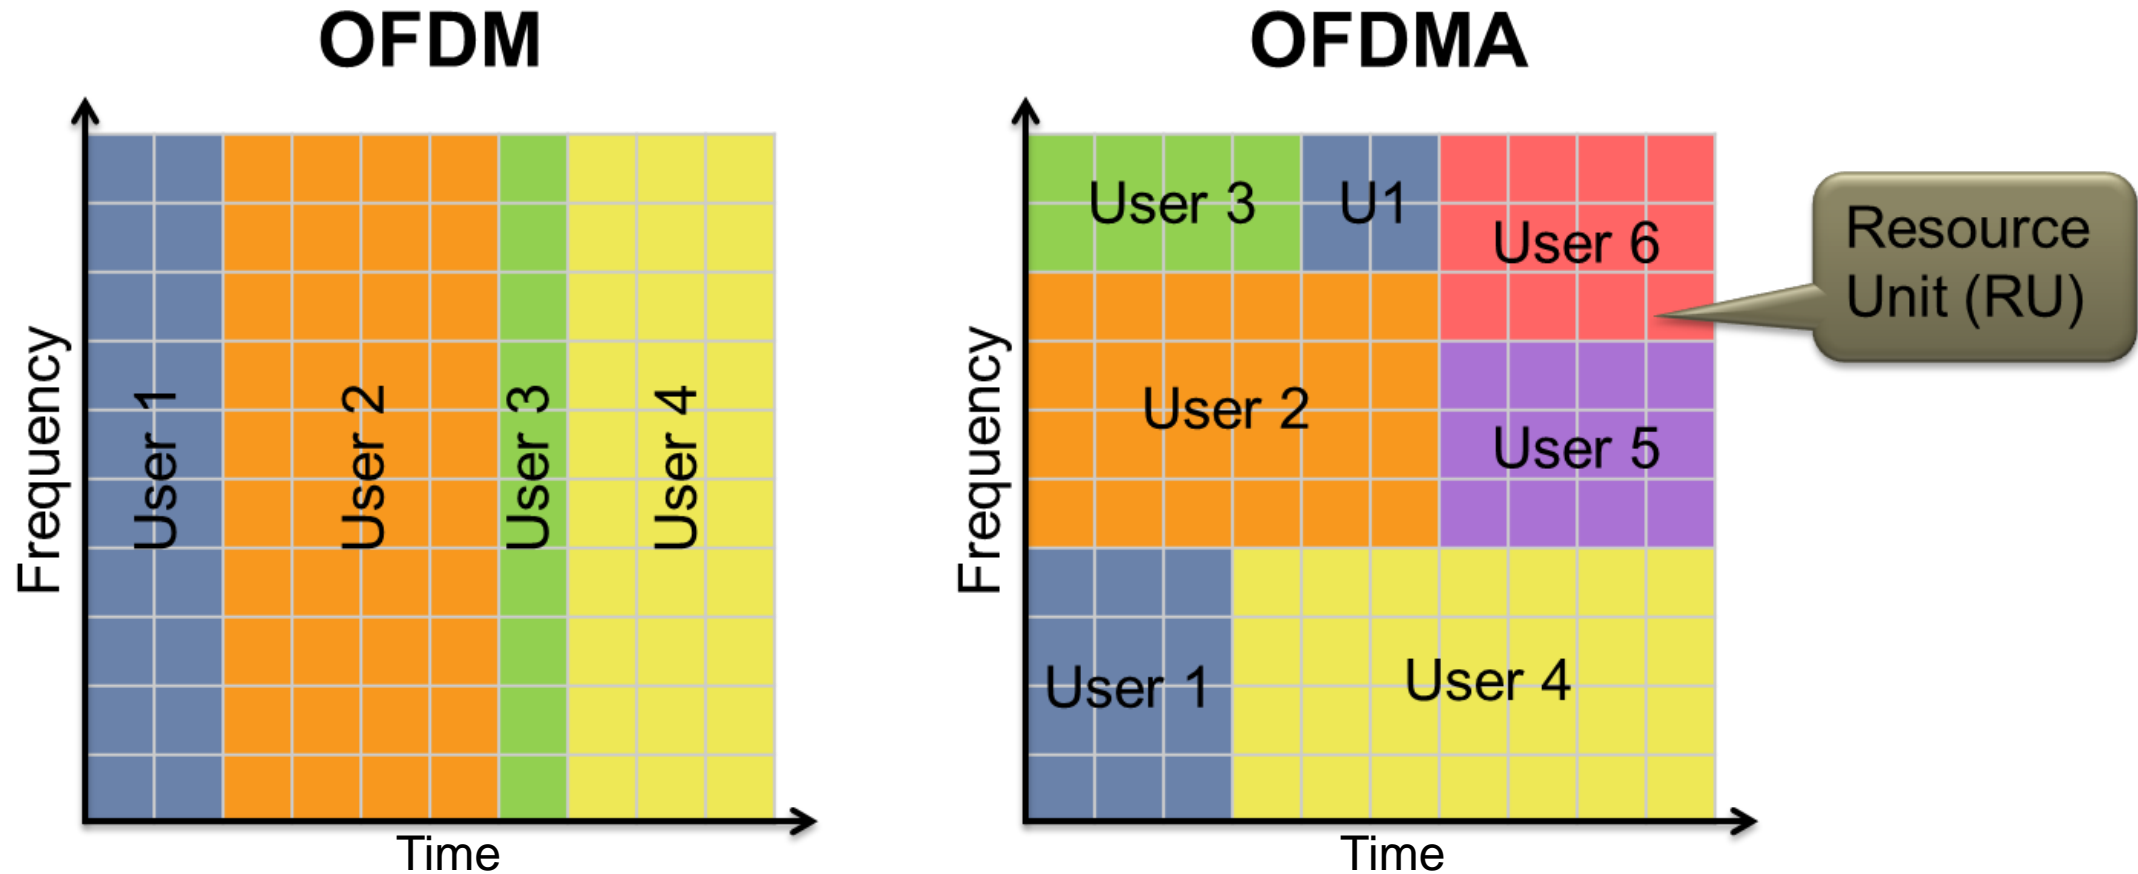 OFDM
Frequency
User 1
User 2
User 3
User 4
Time
OFDMA
Frequency
User 3
U1
User 6
User 2
User 5
User 1
User 4
Time
Resource
Unit (RU)